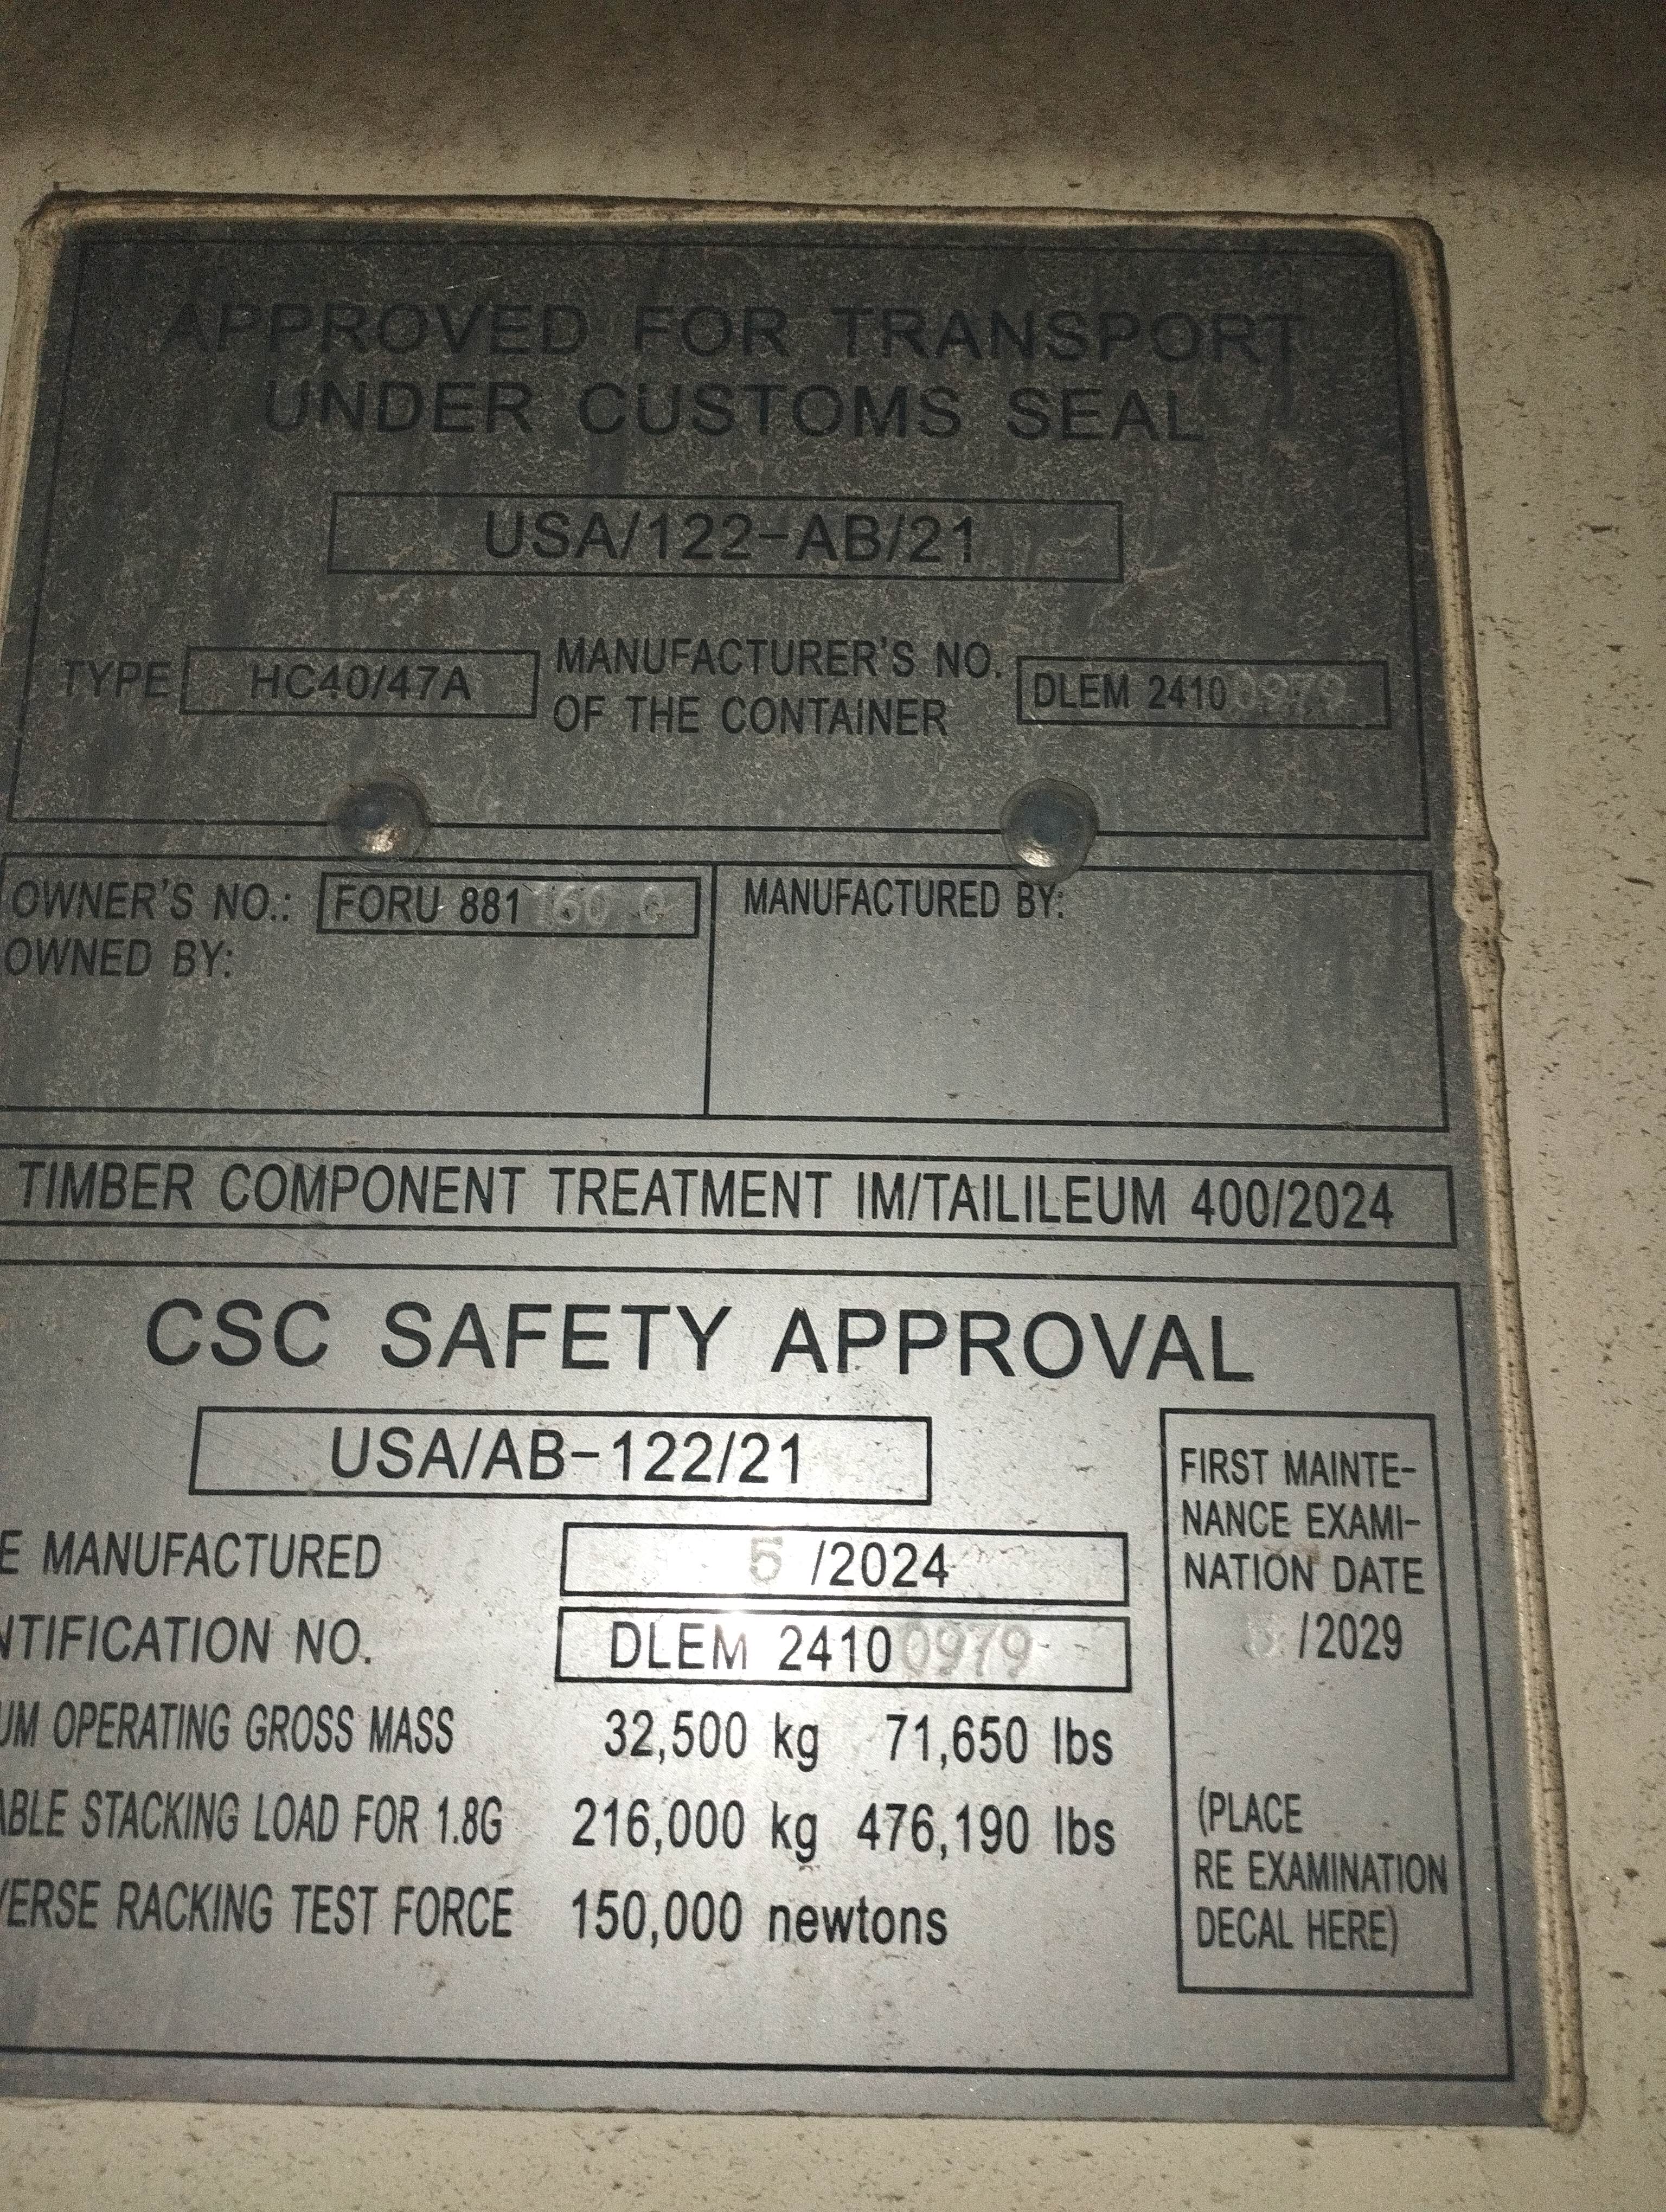 APPROVED FOR TRANSPORT
UNDER CUSTOMS SEAL
USA/122-AB/21
TYPE HC40/47A MANUFACTURER'S NO. OF THE CONTAINER DLEM 24100979
OWNER'S NO.: FORU 881
OWNED BY:
MANUFACTURED BY:
TIMBER COMPONENT TREATMENT IM/TAILILEUM 400/2024
CSC SAFETY APPROVAL
USA/AB-122/21
E MANUFACTURED 5 /2024
NTIFICATION NO. DLEM 24100979
UM OPERATING GROSS MASS 32,500 kg 71,650 lbs
ABLE STACKING LOAD FOR 1.8G 216,000 kg 476,190 lbs
VERSE RACKING TEST FORCE 150,000 newtons
FIRST MAINTE-
NANCE EXAMI-
NATION DATE
5 /2029
(PLACE
RE EXAMINATION
DECAL HERE)